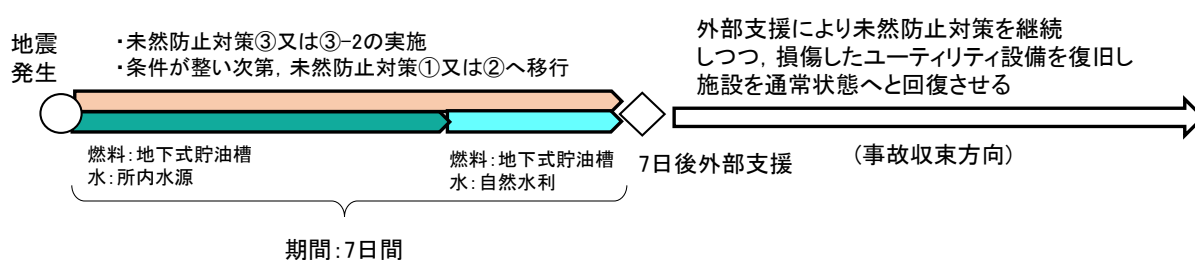 地震
発生
・未然防止対策③又は③-2の実施
・条件が整い次第，未然防止対策①又は②へ移行
外部支援により未然防止対策を継続
しつつ，損傷したユーティリティ設備を復旧し
施設を通常状態へと回復させる
燃料：地下式貯油槽
水：所内水源
燃料：地下式貯油槽
水：自然水利
7日後外部支援
(事故収束方向)
期間：7日間